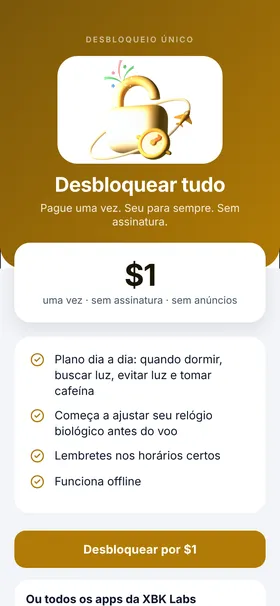 DESBLOQUEIO ÚNICO
Desbloquear tudo
Pague uma vez. Seu para sempre. Sem
assinatura.
$1
uma vez · sem assinatura · sem anúncios
Plano dia a dia: quando dormir,
buscar luz, evitar luz e tomar
cafeína
Começa a ajustar seu relógio
biológico antes do voo
Lembretes nos horários certos
Funciona offline
Desbloquear por $1
Ou todos os apps da XBK Labs